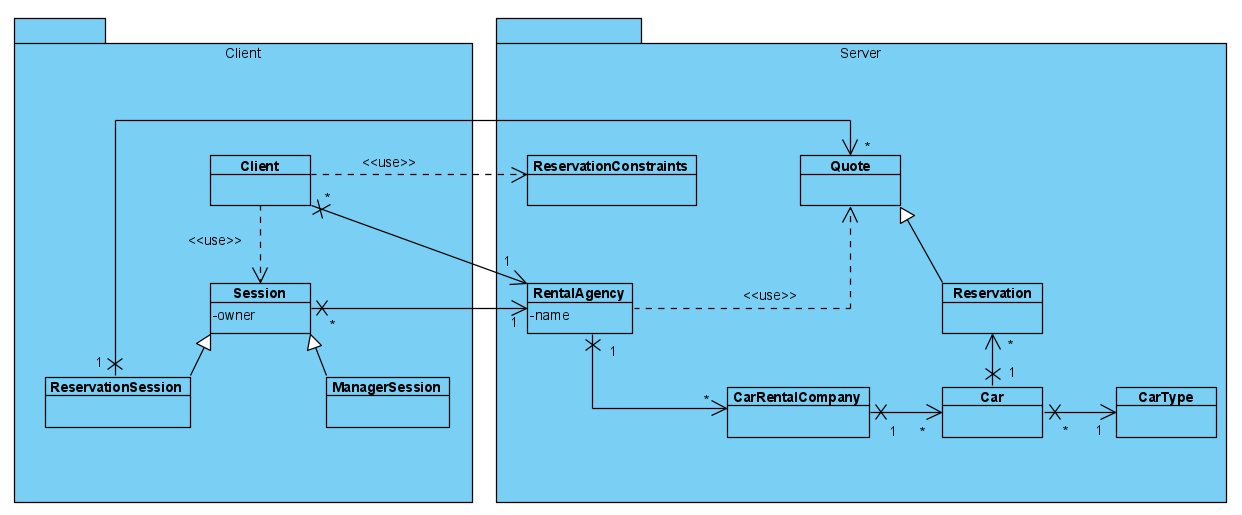 Client
Server
*
Client
<<use>>
ReservationConstraints
Quote
*
<<use>>
1
Session
-owner
RentalAgency
-name
<<use>>
Reservation
*
1
1
*
1
1
ReservationSession
ManagerSession
*
CarRentalCompany
Car
CarType
1
*
*
1